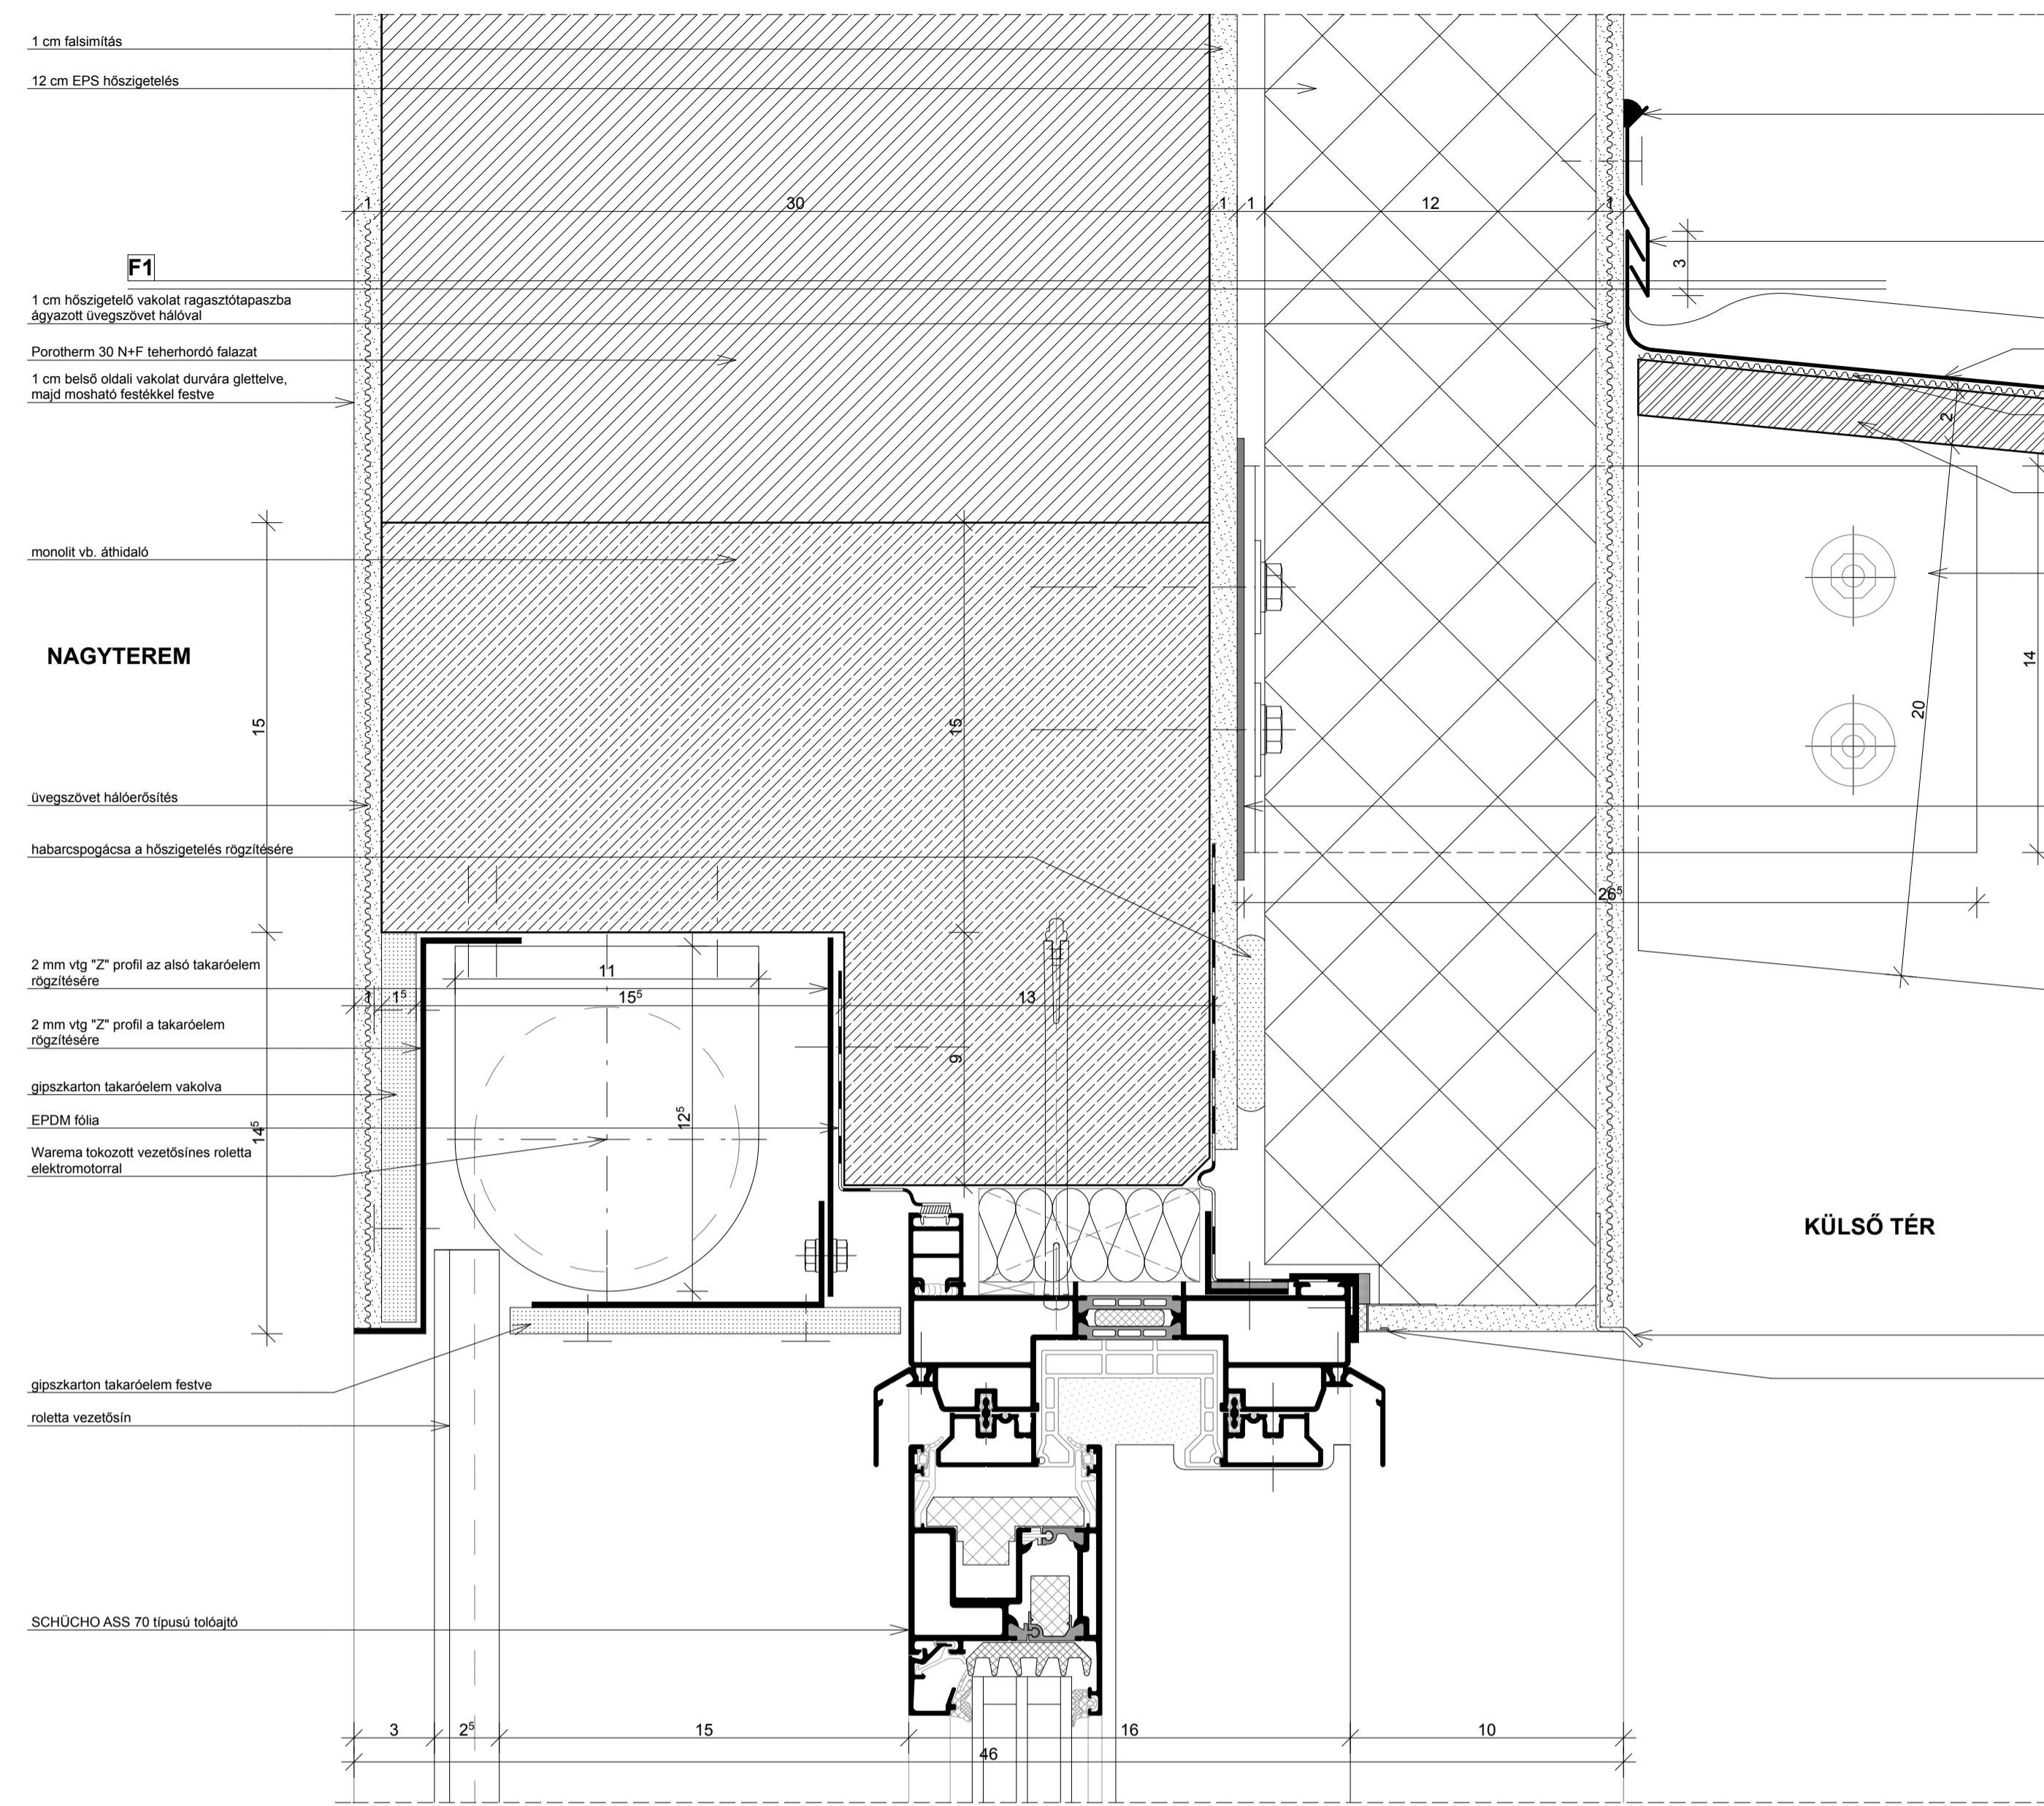 1 cm falsimítás
12 cm EPS hőszigetelés
1
30
1
1
12
1
3
F1
1 cm hőszigetelő vakolat ragasztótapaszba
ágyazott üvegszövet hálóval
Porotherm 30 N+F teherhordó falazat
1 cm belső oldali vakolat durvára glettelve,
majd mosható festékkel festve
2
monolit vb. áthidaló
NAGYTEREM
14
15
15
20
üvegszövet hálóerősítés
habarcspogácsa a hőszigetelés rögzítésére
26⁵
2 mm vtg "Z" profil az alsó takaróelem
rögzítésére
11
1
1⁵
15⁵
13
2 mm vtg "Z" profil a takaróelem
rögzítésére
9
gipszkarton takaróelem vakolva
EPDM fólia
12⁵
14⁵
Warema tokozott vezetősínes roletta
elektromotorral
KÜLSŐ TÉR
gipszkarton takaróelem festve
roletta vezetősín
SCHÜCHO ASS 70 típusú tolóajtó
3
2⁵
15
16
10
46